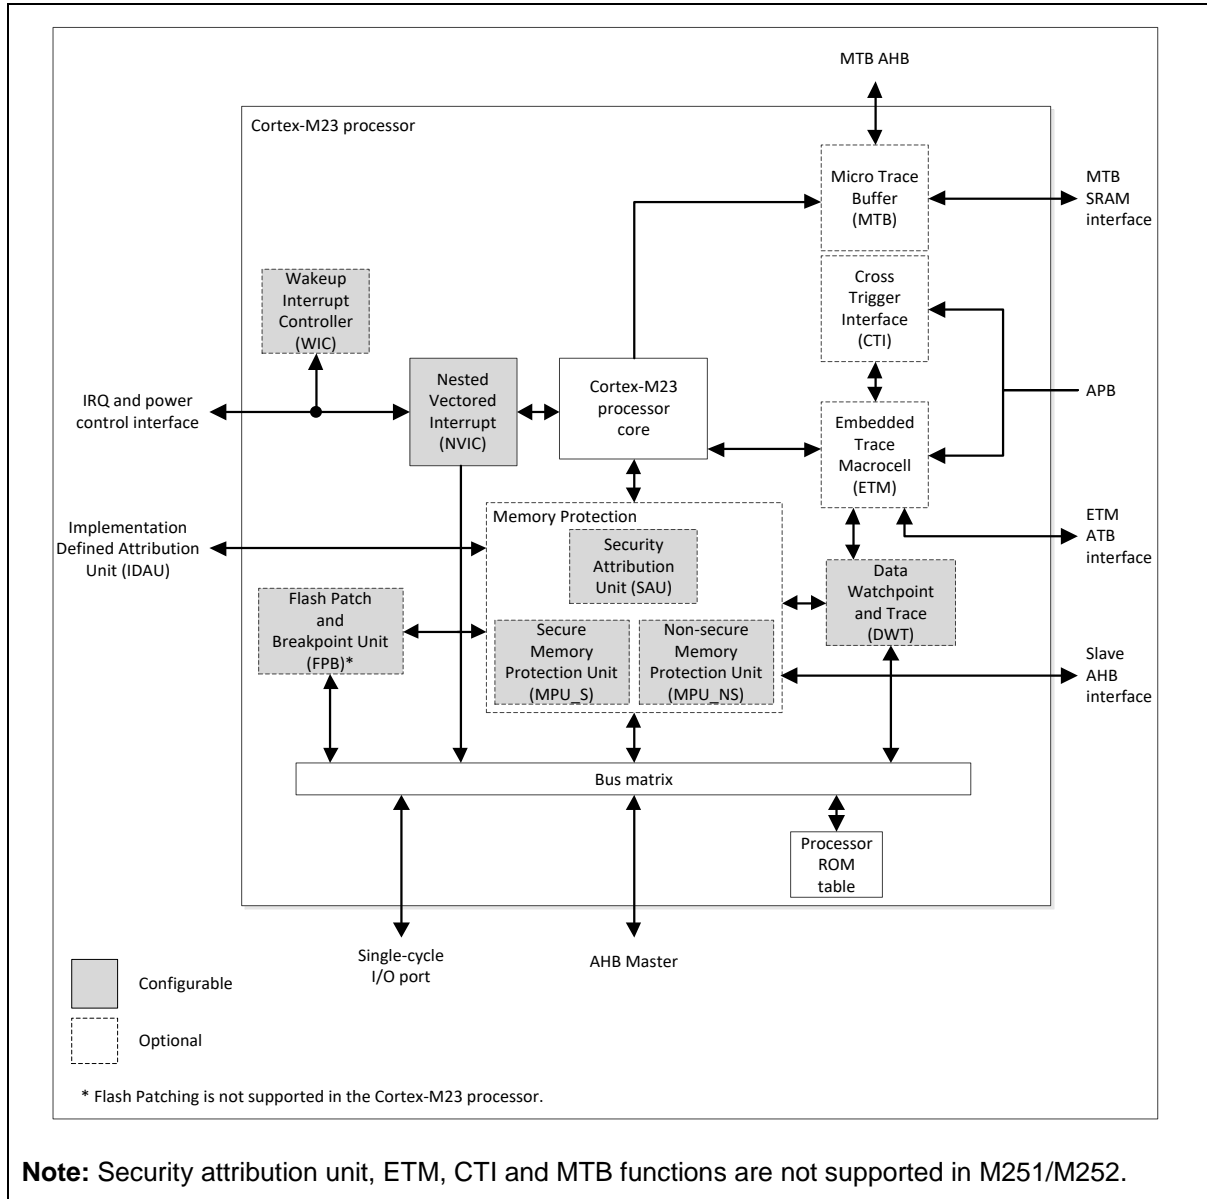 MTB AHB
Cortex-M23 processor
Micro Trace
Buffer
(MTB)
MTB
SRAM
interface
Wakeup
Interrupt
Controller
(WIC)
Cross
Trigger
Interface
(CTI)
IRQ and power
control interface
Nested
Vectored
Interrupt
(NVIC)
Cortex-M23
processor
core
APB
Embedded
Trace
Macrocell
(ETM)
Implementation
Defined Attribution
Unit (IDAU)
Memory Protection
Security
Attribution
Unit (SAU)
ETM
ATB
interface
Flash Patch
and
Breakpoint Unit
(FPB)*
Secure
Memory
Protection Unit
(MPU_S)
Non-secure
Memory
Protection Unit
(MPU_NS)
Data
Watchpoint
and Trace
(DWT)
Slave
AHB
interface
Bus matrix
Processor
ROM
table
Single-cycle
I/O port
AHB Master
Configurable
Optional
* Flash Patching is not supported in the Cortex-M23 processor.
Note: Security attribution unit, ETM, CTI and MTB functions are not supported in M251/M252.